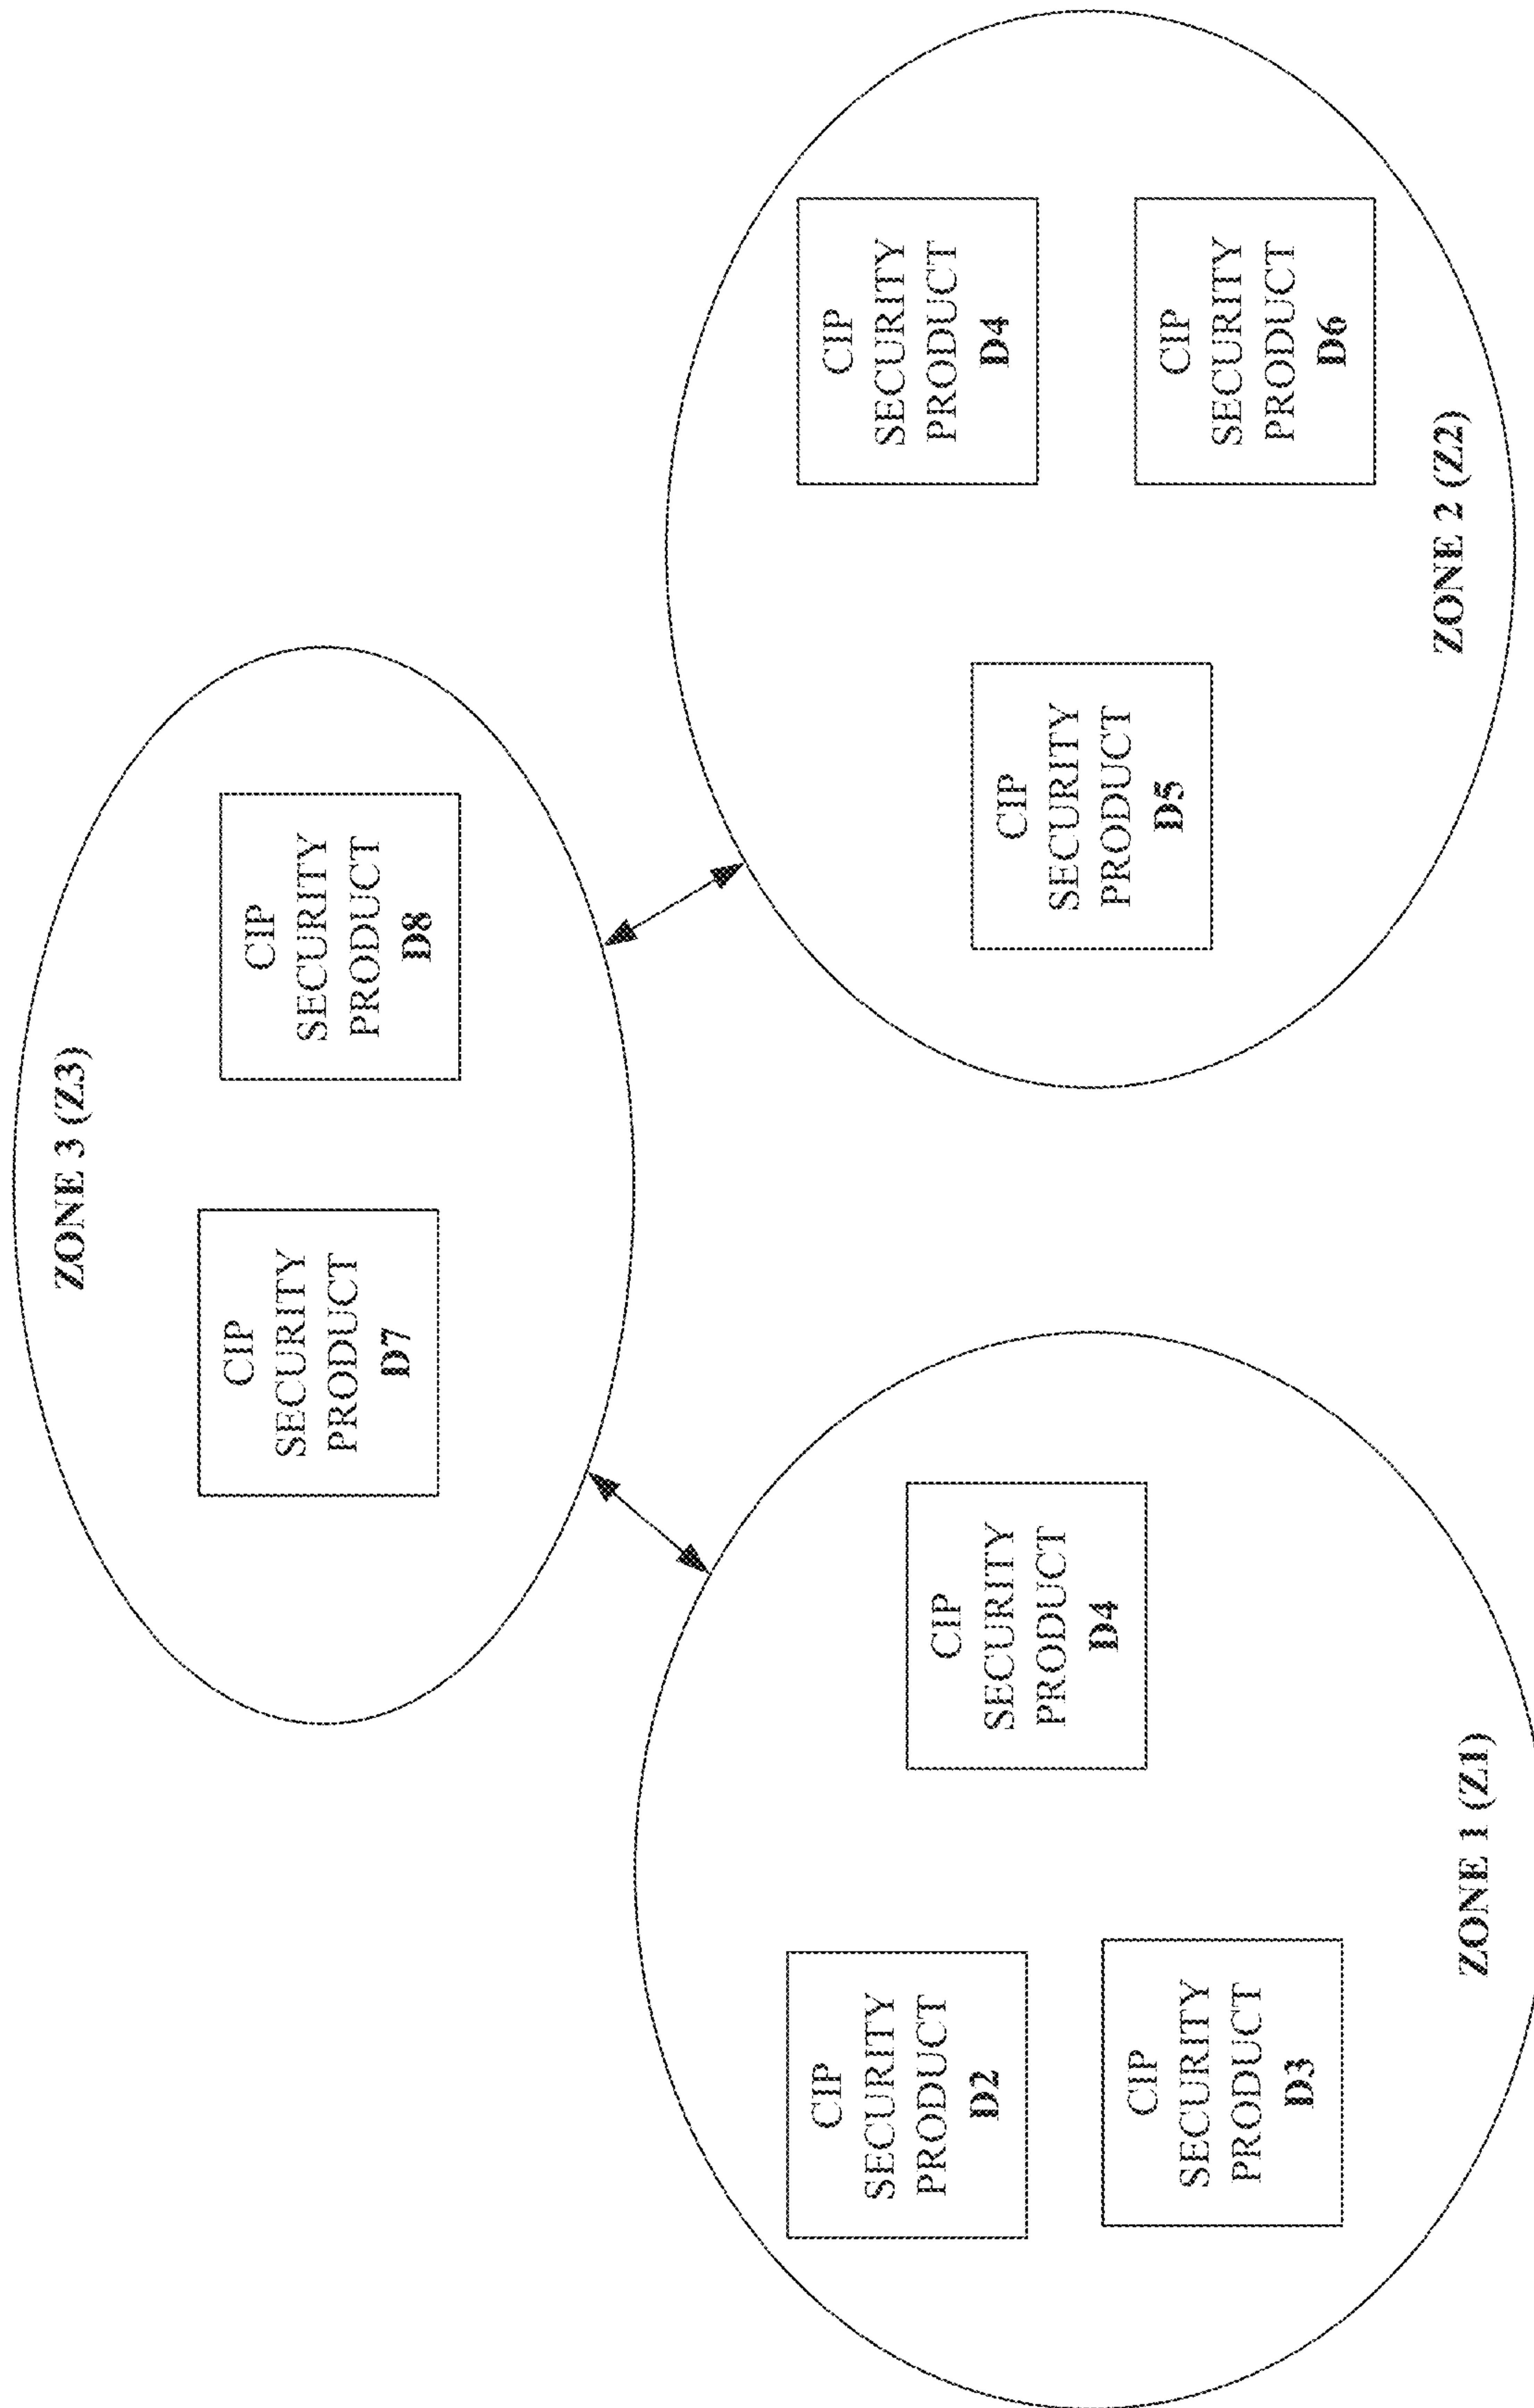 ZONE 3 (Z3)
CIP
SECURITY
PRODUCT
D7
CIP
SECURITY
PRODUCT
D8
CIP
SECURITY
PRODUCT
D2
CIP
SECURITY
PRODUCT
D3
CIP
SECURITY
PRODUCT
D4
ZONE 1 (Z1)
CIP
SECURITY
PRODUCT
D5
CIP
SECURITY
PRODUCT
D4
CIP
SECURITY
PRODUCT
D6
ZONE 2 (Z2)